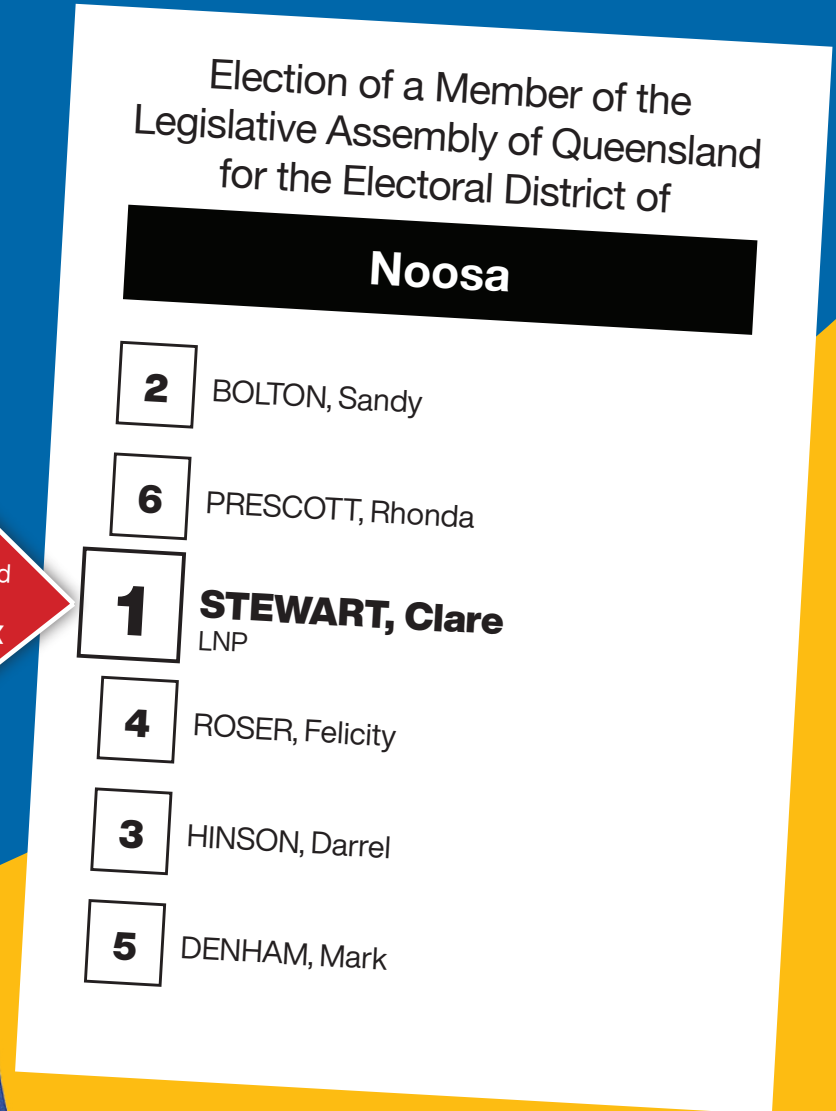 Election of a Member of the
Legislative Assembly of Queensland
for the Electoral District of
Noosa
2 BOLTON, Sandy
6 PRESCOTT, Rhonda
1 STEWART, Clare
LNP
4 ROSER, Felicity
3 HINSON, Darrel
5 DENHAM, Mark